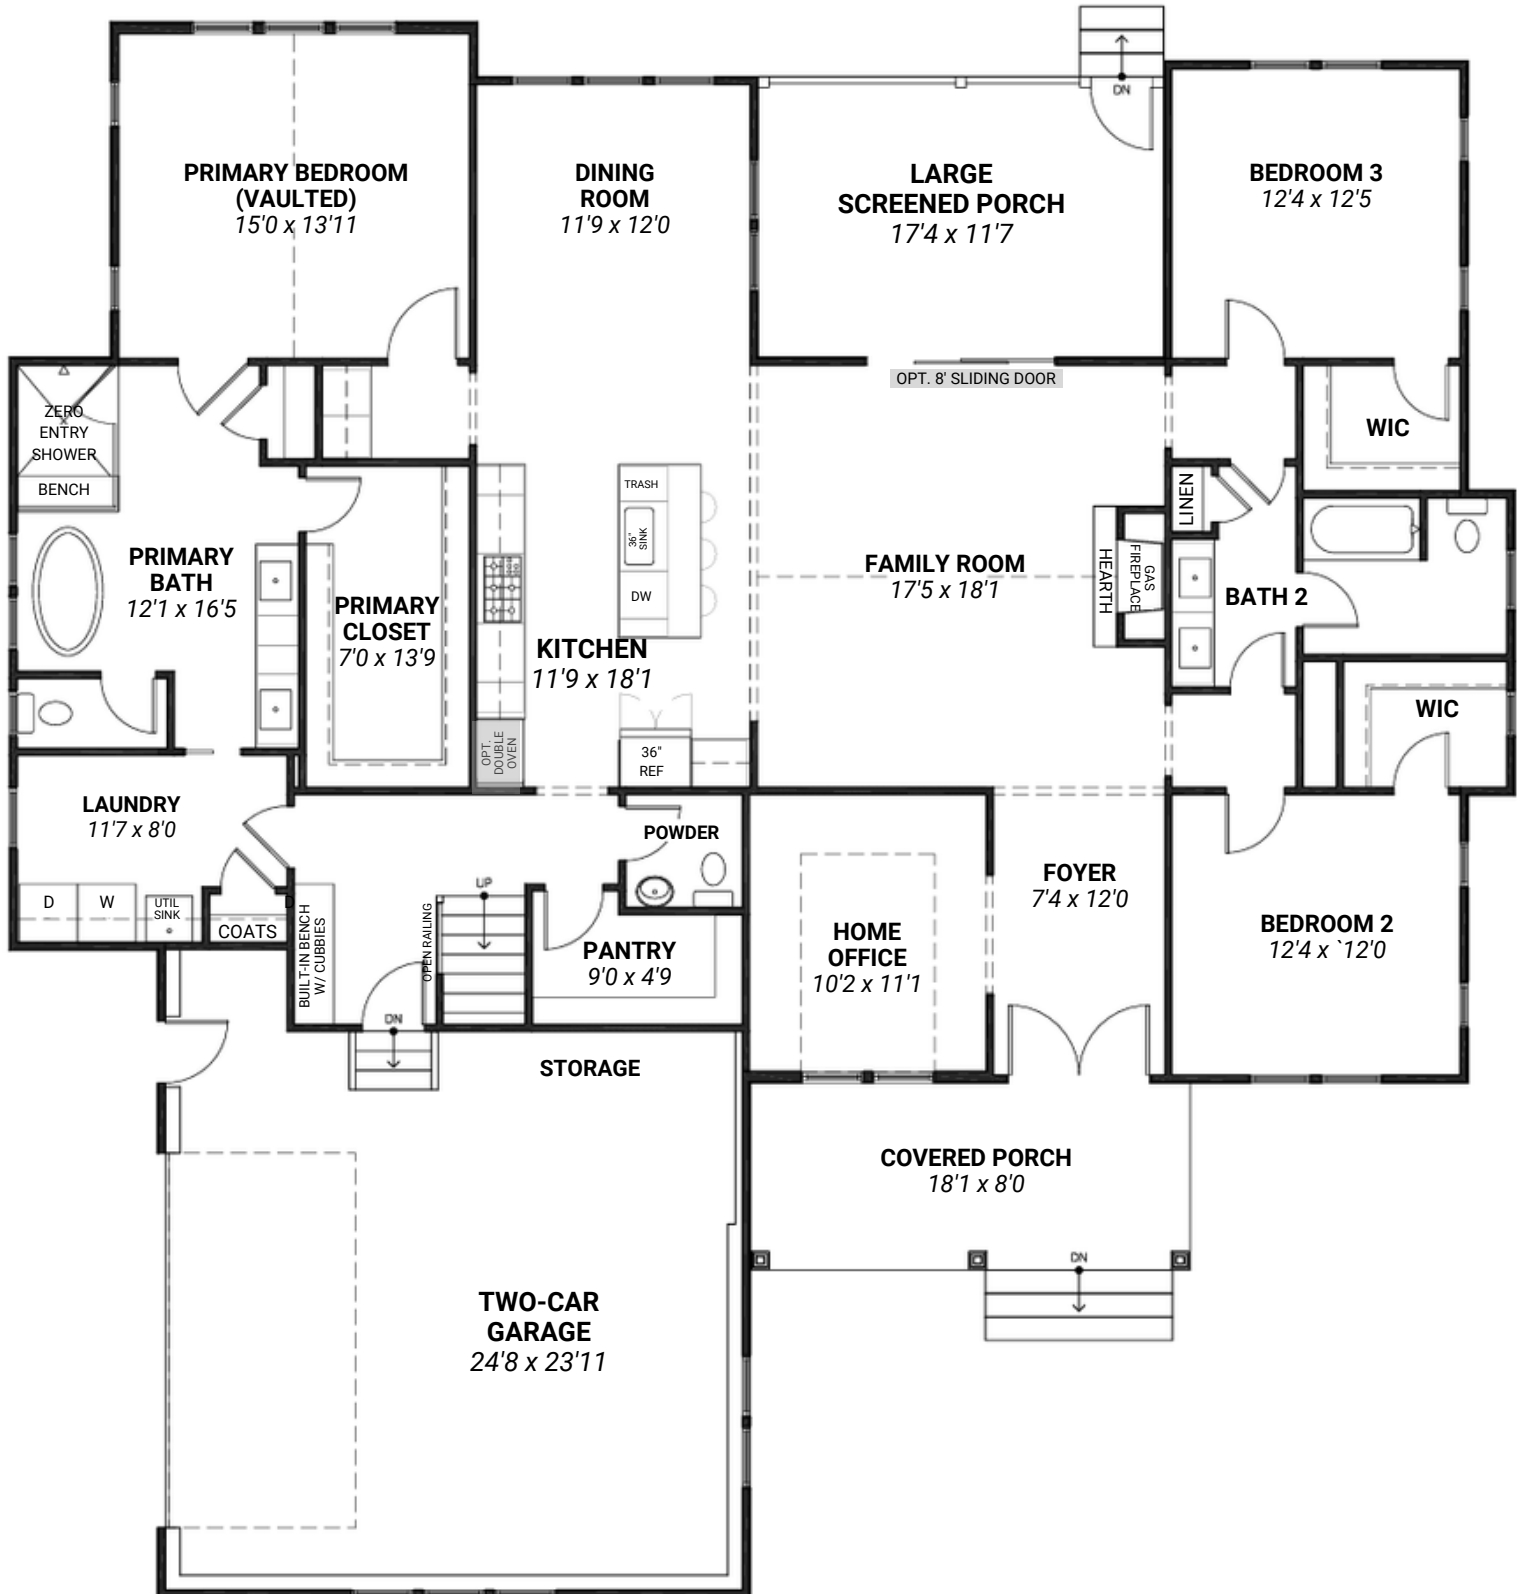 DN
PRIMARY BEDROOM
(VAULTED)
15'0 x 13'11
DINING
ROOM
11'9 x 12'0
LARGE
SCREENED PORCH
17'4 x 11'7
BEDROOM 3
12'4 x 12'5
OPT. 8' SLIDING DOOR
ZERO
ENTRY
SHOWER
BENCH
WIC
TRASH
36"
SINK
DW
LINEN
PRIMARY
BATH
12'1 x 16'5
PRIMARY
CLOSET
7'0 x 13'9
KITCHEN
11'9 x 18'1
FAMILY ROOM
17'5 x 18'1
HEARTH
GAS
FIREPLACE
BATH 2
WIC
OPT.
DOUBLE
OVEN
36"
REF
LAUNDRY
11'7 x 8'0
POWDER
D
W
UTIL
SINK
COATS
D
BUILT-IN BENCH
W/ CUBBIES
OPEN RAILING
UP
PANTRY
9'0 x 4'9
HOME
OFFICE
10'2 x 11'1
FOYER
7'4 x 12'0
BEDROOM 2
12'4 x `12'0
DN
STORAGE
COVERED PORCH
18'1 x 8'0
DN
TWO-CAR
GARAGE
24'8 x 23'11